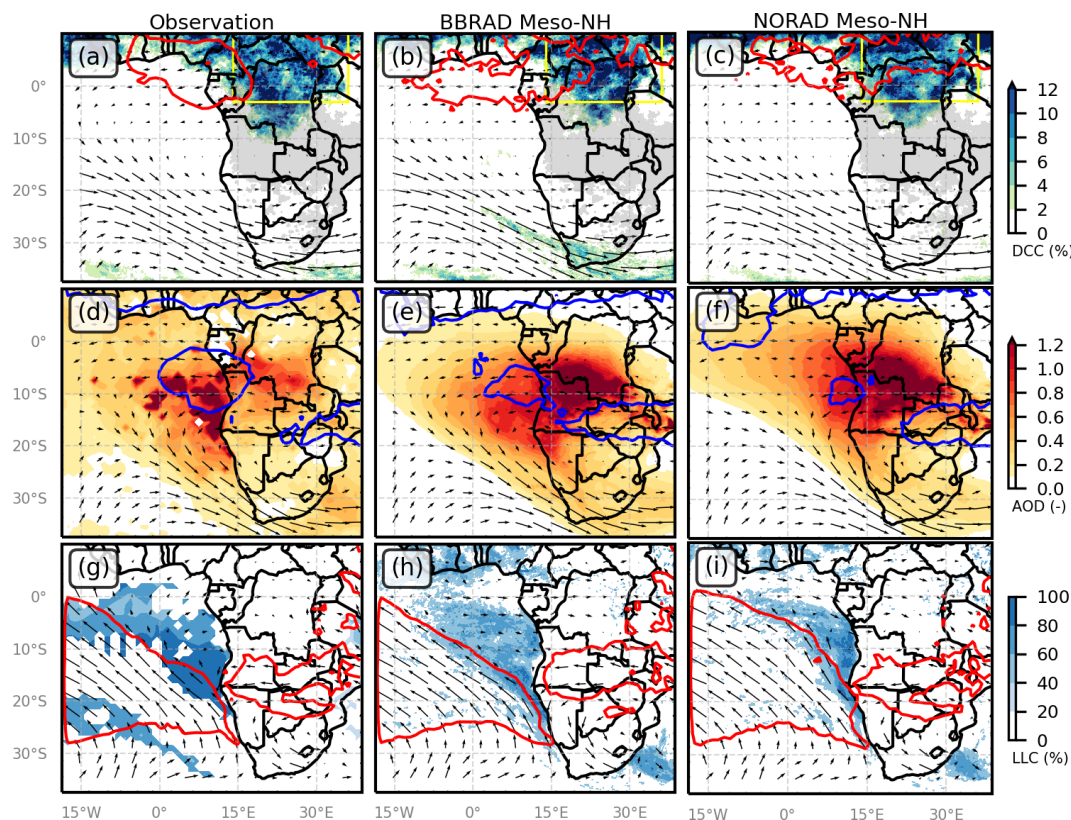 Observation BBRAD Meso-NH NORAD Meso-NH
(a) (b) (c)
0°
10°S
20°S
30°S
12
10
8
6
4
2
0
DCC (%)
(d) (e) (f)
0°
10°S
20°S
30°S
1.2
1.0
0.8
0.6
0.4
0.2
0.0
AOD (-)
(g) (h) (i)
0°
10°S
20°S
30°S
100
80
60
40
20
0
LLC (%)
15°W 0° 15°E 30°E 15°W 0° 15°E 30°E 15°W 0° 15°E 30°E